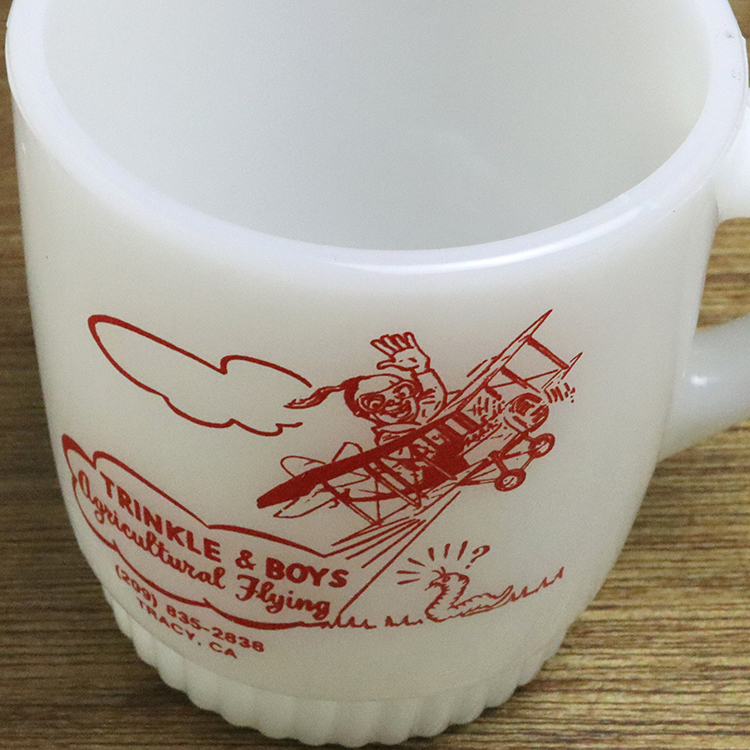 ?
TRINKLE & BOYS
Agricultural Flying
(209) 835-2838
TRACY, CA